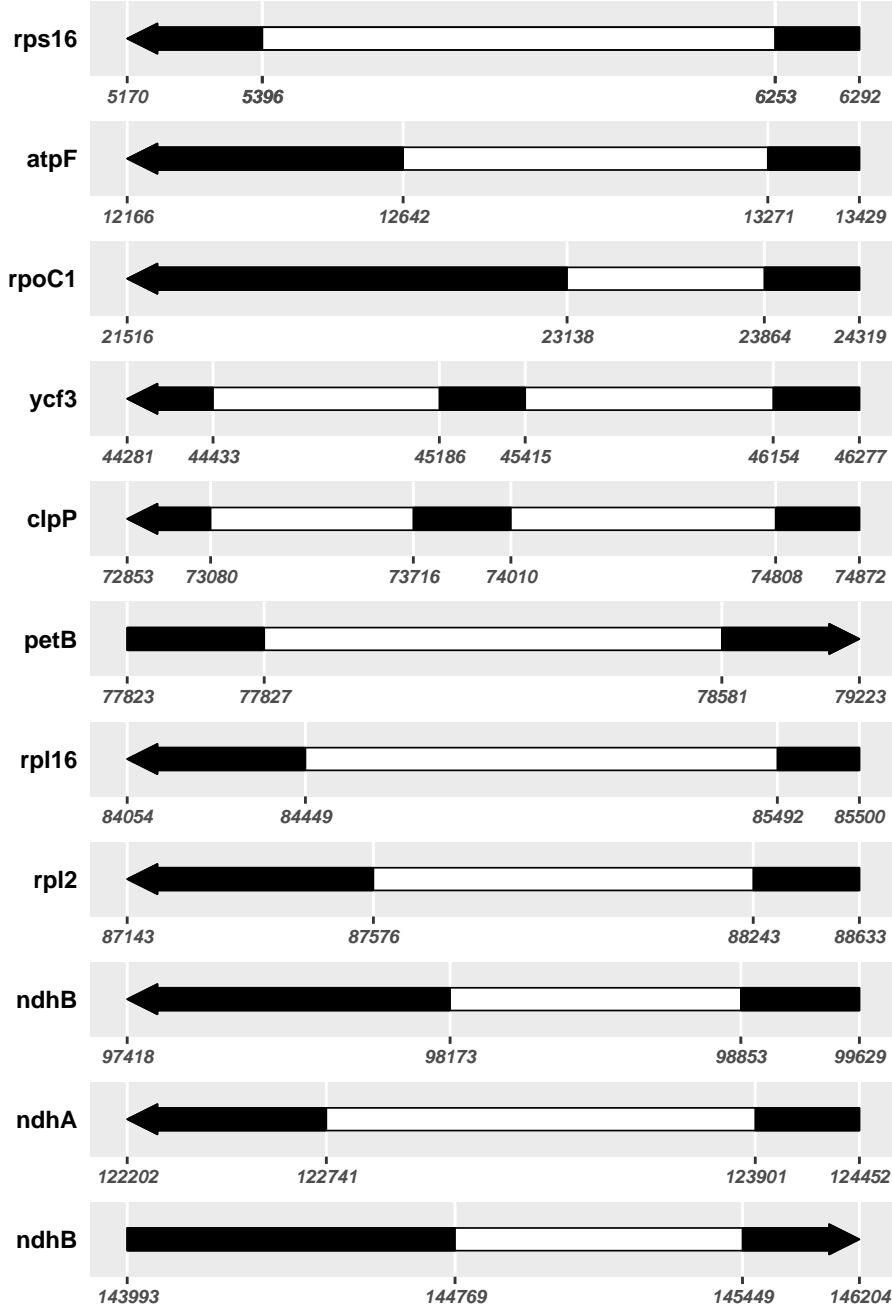 rps16
5170 5396 6253 6292
atpF
12166 12642 13271 13429
rpoC1
21516 23138 23864 24319
ycf3
44281 44433 45186 45415 46154 46277
clpP
72853 73080 73716 74010 74808 74872
petB
77823 77827 78581 79223
rpl16
84054 84449 85492 85500
rpl2
87143 87576 88243 88633
ndhB
97418 98173 98853 99629
ndhA
122202 122741 123901 124452
ndhB
143993 144769 145449 146204